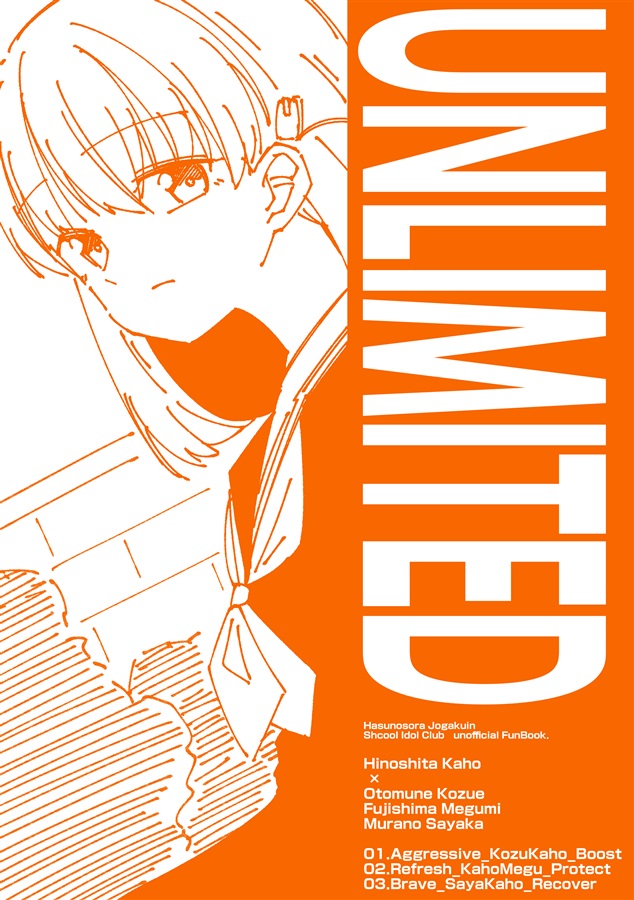 UNLIMITED
Hasunosora Jogakuin
Shcool Idol Club unofficial FunBook.
Hinoshita Kaho
×
Otomune Kozue
Fujishima Megumi
Murano Sayaka
01.Aggressive_KozuKaho_Boost
02.Refresh_KahoMegu_Protect
03.Brave_SayaKaho_Recover